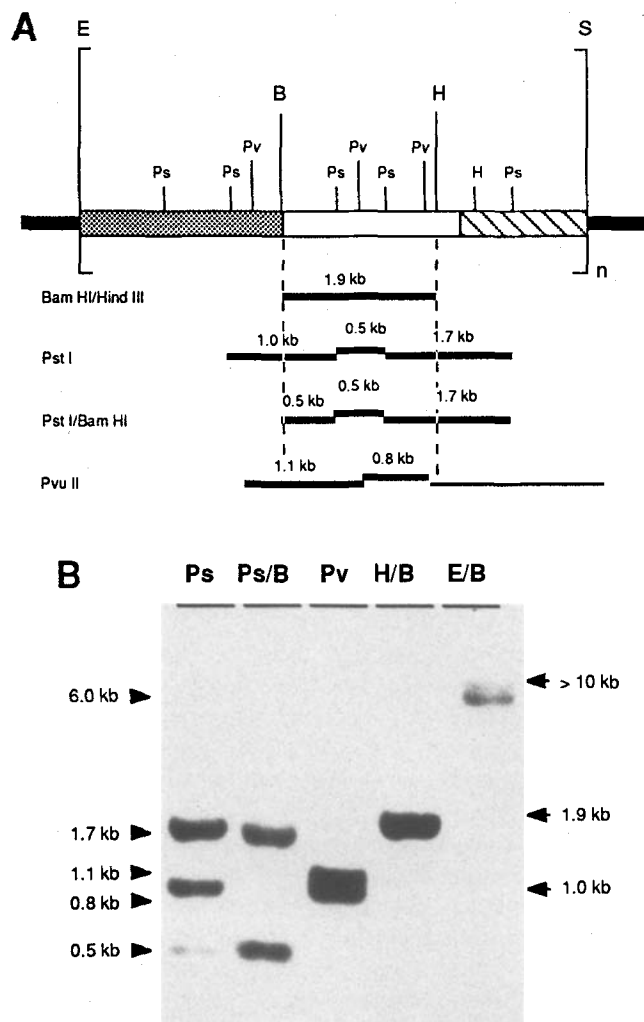 A
E
S
B
H
Pv
Pv
Pv
Ps
Ps
Ps
Ps
H
Ps
n
1.9 kb
Bam HI/Hind III
1.0 kb
0.5 kb
1.7 kb
Pst I
0.5 kb
0.5 kb
1.7 kb
Pst I/Bam HI
1.1 kb
0.8 kb
Pvu II
B
Ps Ps/B Pv H/B E/B
6.0 kb
> 10 kb
1.7 kb
1.9 kb
1.1 kb
0.8 kb
1.0 kb
0.5 kb